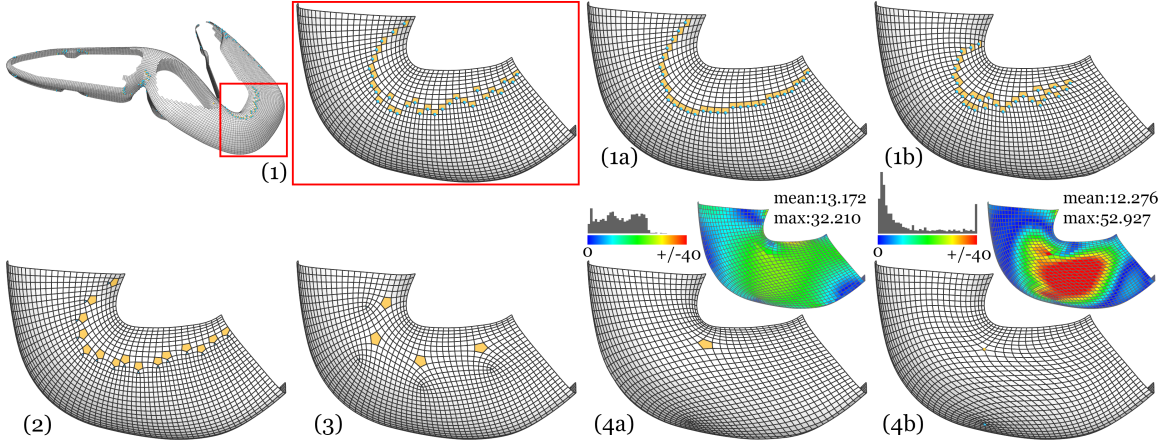 (1)
(1a)
(1b)
mean:13.172
max:32.210
0
+/-40
mean:12.276
max:52.927
0
+/-40
(2)
(3)
(4a)
(4b)